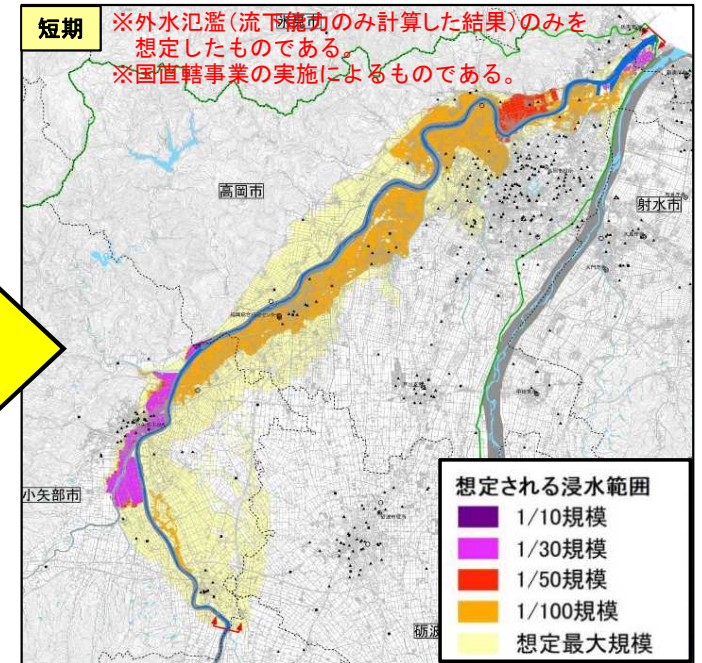 短期
※外水氾濫(流下能力のみ計算した結果)のみを
想定したものである。
※国直轄事業の実施によるものである。
氷見市
高岡市
射水市
小矢部市
砺波
想定される浸水範囲
1/10規模
1/30規模
1/50規模
1/100規模
想定最大規模